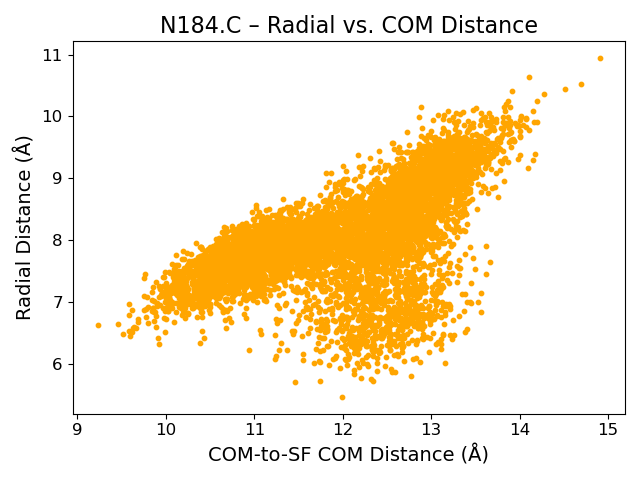 N184.C – Radial vs. COM Distance
Radial Distance (Å)
11
10
9
8
7
6
9 10 11 12 13 14 15
COM-to-SF COM Distance (Å)